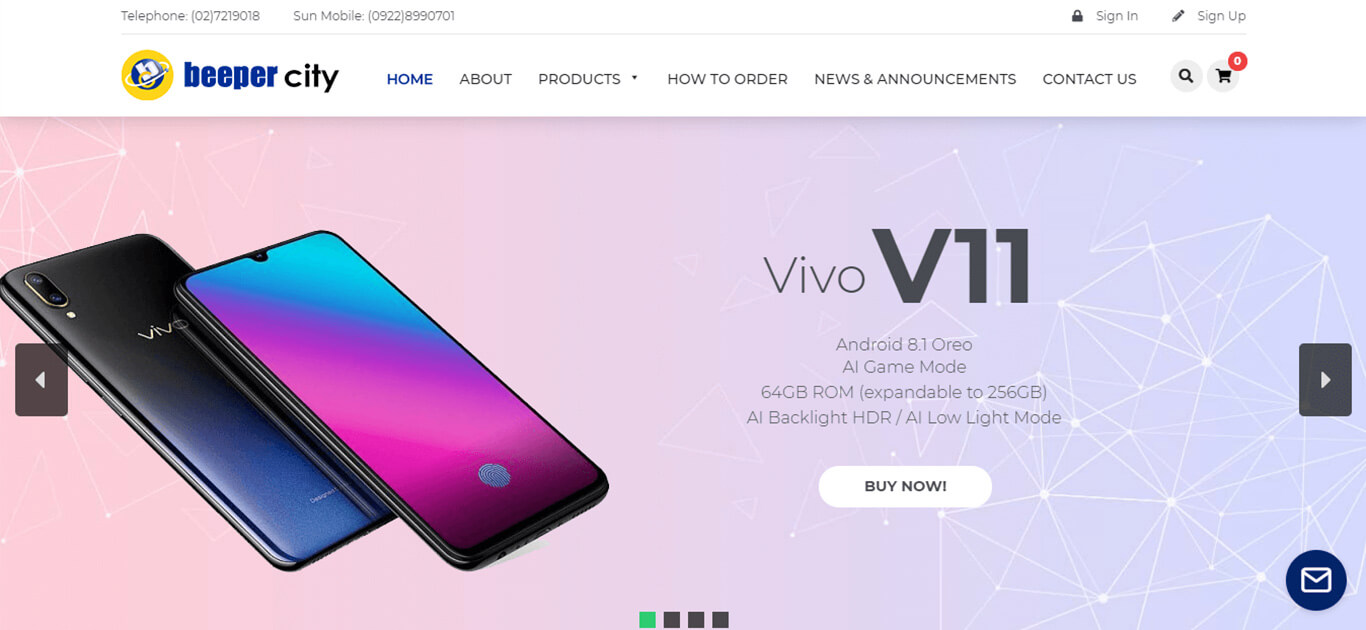 Telephone: (02)7219018 Sun Mobile: (0922)8990701 Sign In Sign Up
beeper city HOME ABOUT PRODUCTS HOW TO ORDER NEWS & ANNOUNCEMENTS CONTACT US 0
Vivo V11
vivo
Android 8.1 Oreo
AI Game Mode
64GB ROM (expandable to 256GB)
AI Backlight HDR / AI Low Light Mode
BUY NOW!
Designed